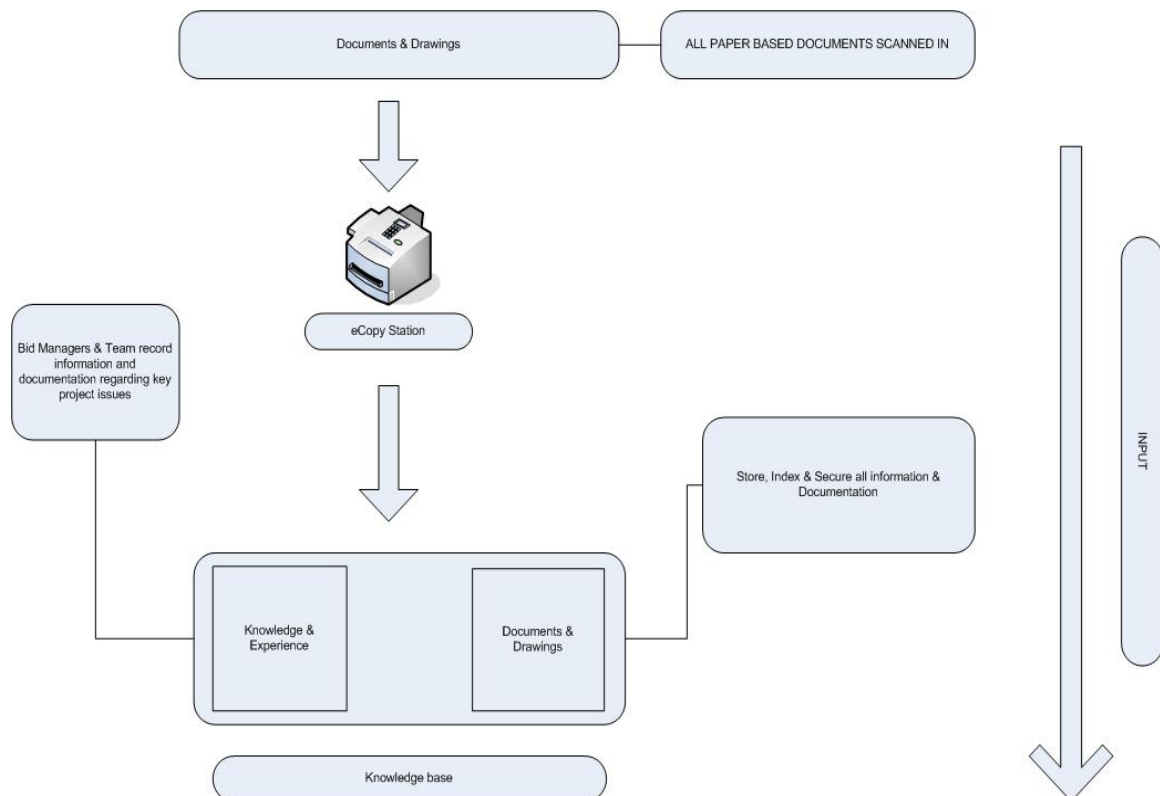 Documents & Drawings
ALL PAPER BASED DOCUMENTS SCANNED IN
eCopy Station
Bid Managers & Team record
information and
documentation regarding key
project issues
Store, Index & Secure all information &
Documentation
INPUT
Knowledge &
Experience
Documents &
Drawings
Knowledge base